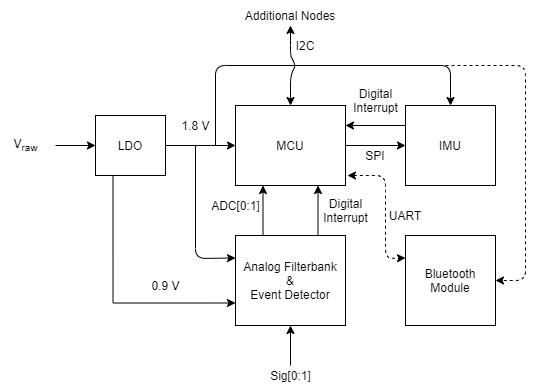 Additional Nodes
I2C
Digital
Interrupt
1.8 V
V_raw
LDO
MCU
SPI
IMU
ADC[0:1]
Digital
Interrupt
UART
Analog Filterbank
&
Event Detector
Bluetooth
Module
0.9 V
Sig[0:1]